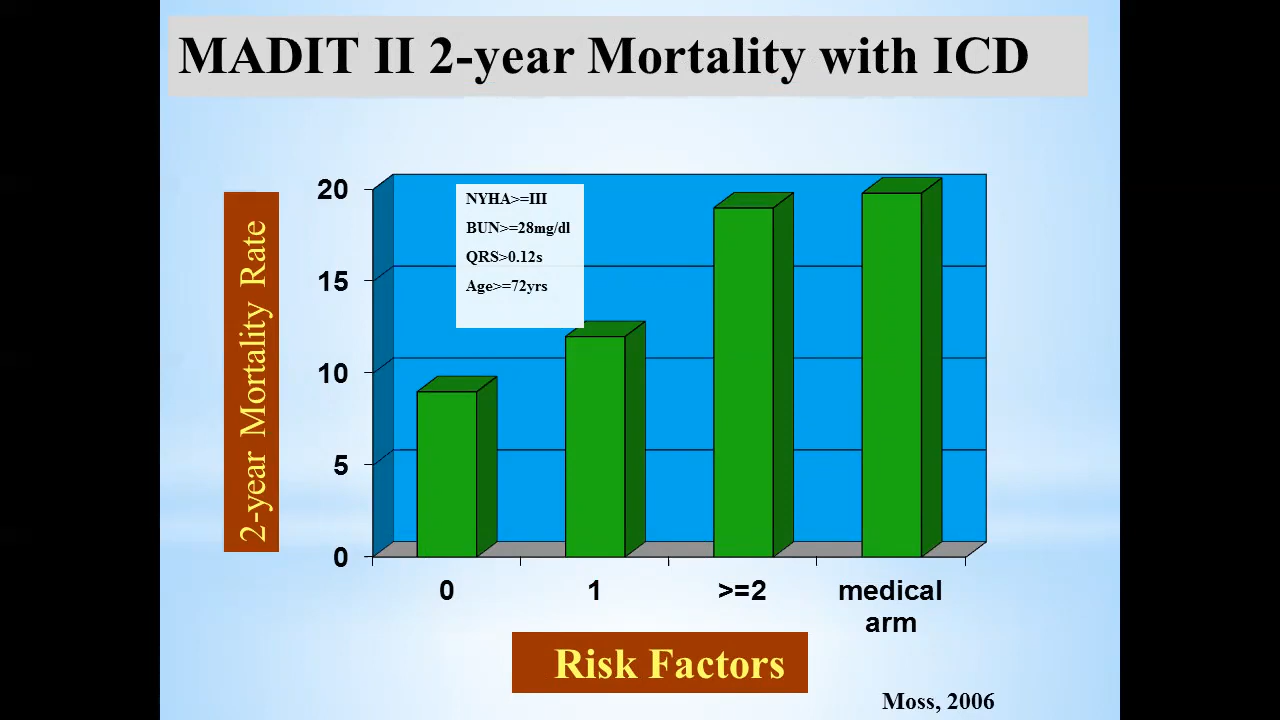 MADIT II 2-year Mortality with ICD
2-year Mortality Rate
20
15
10
5
0
NYHA>=III
BUN>=28mg/dl
QRS>0.12s
Age>=72yrs
0
1
>=2
medical
arm
Risk Factors
Moss, 2006